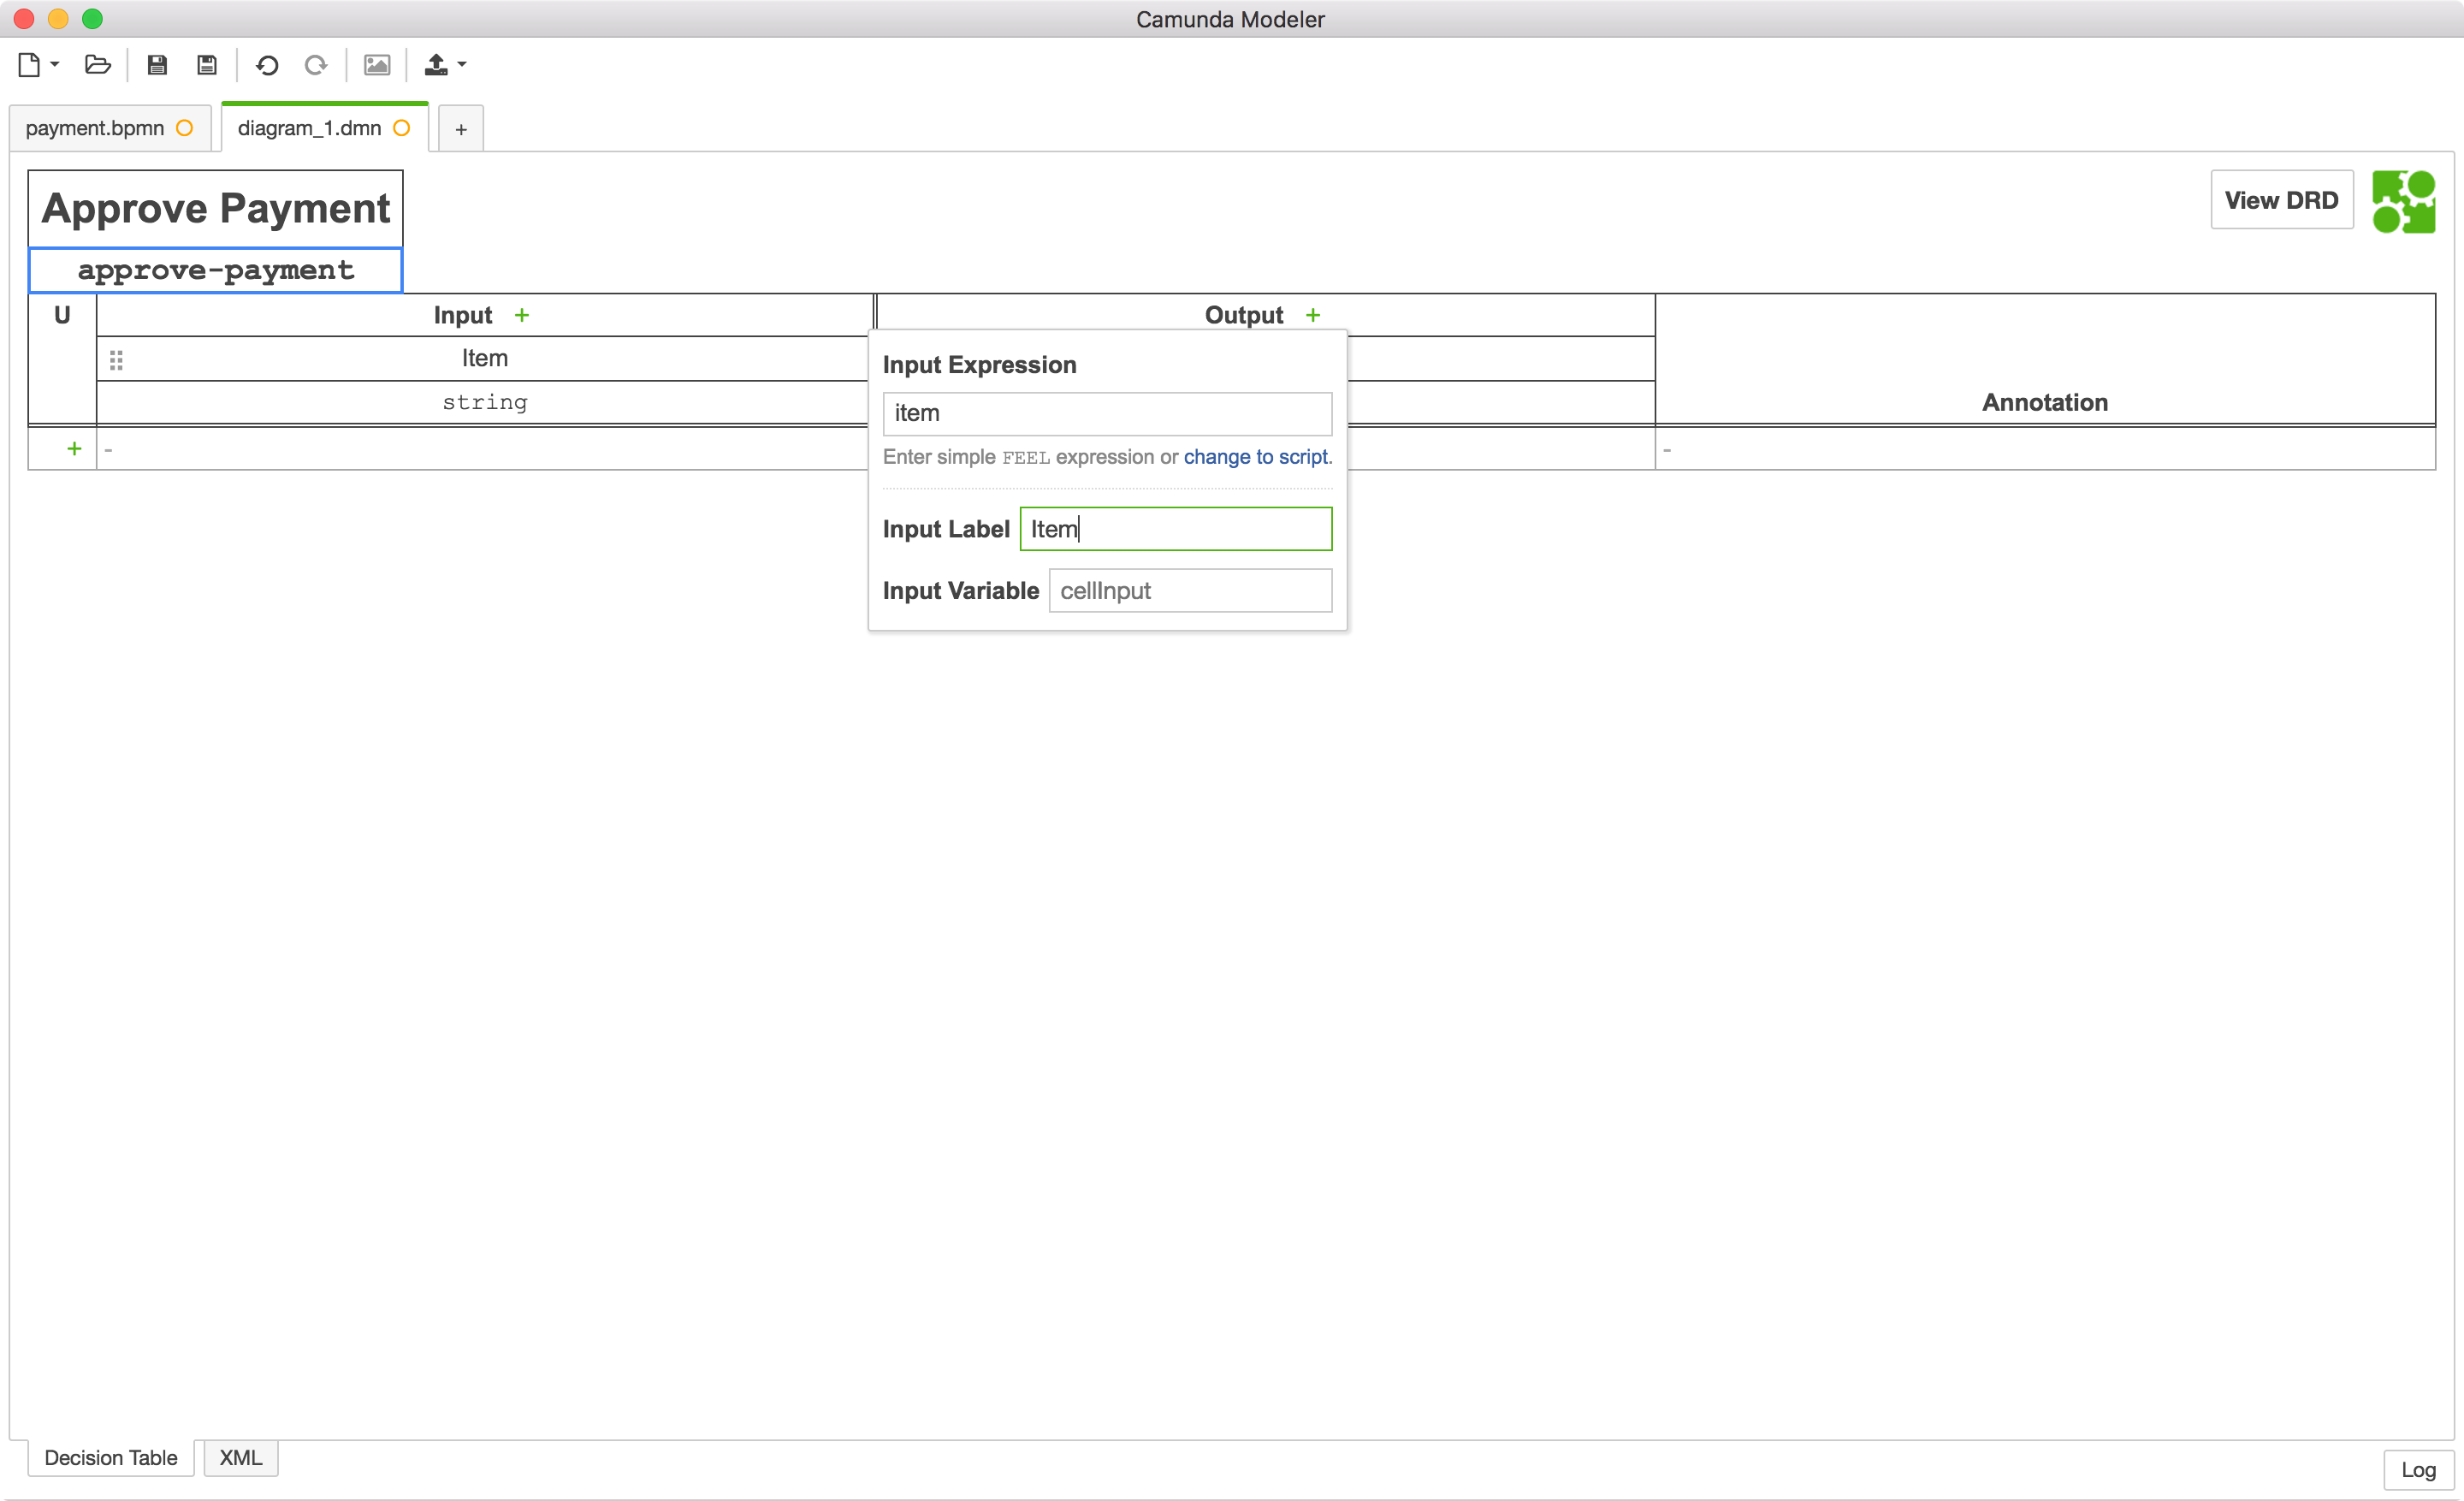 Camunda Modeler
payment.bpmn
diagram_1.dmn
+
Approve Payment
View DRD
approve-payment
U
Input +
Output +
Item
string
Annotation
+
-
-
Input Expression
item
Enter simple FEEL expression or change to script.
Input Label
Item
Input Variable
cellInput
Decision Table
XML
Log